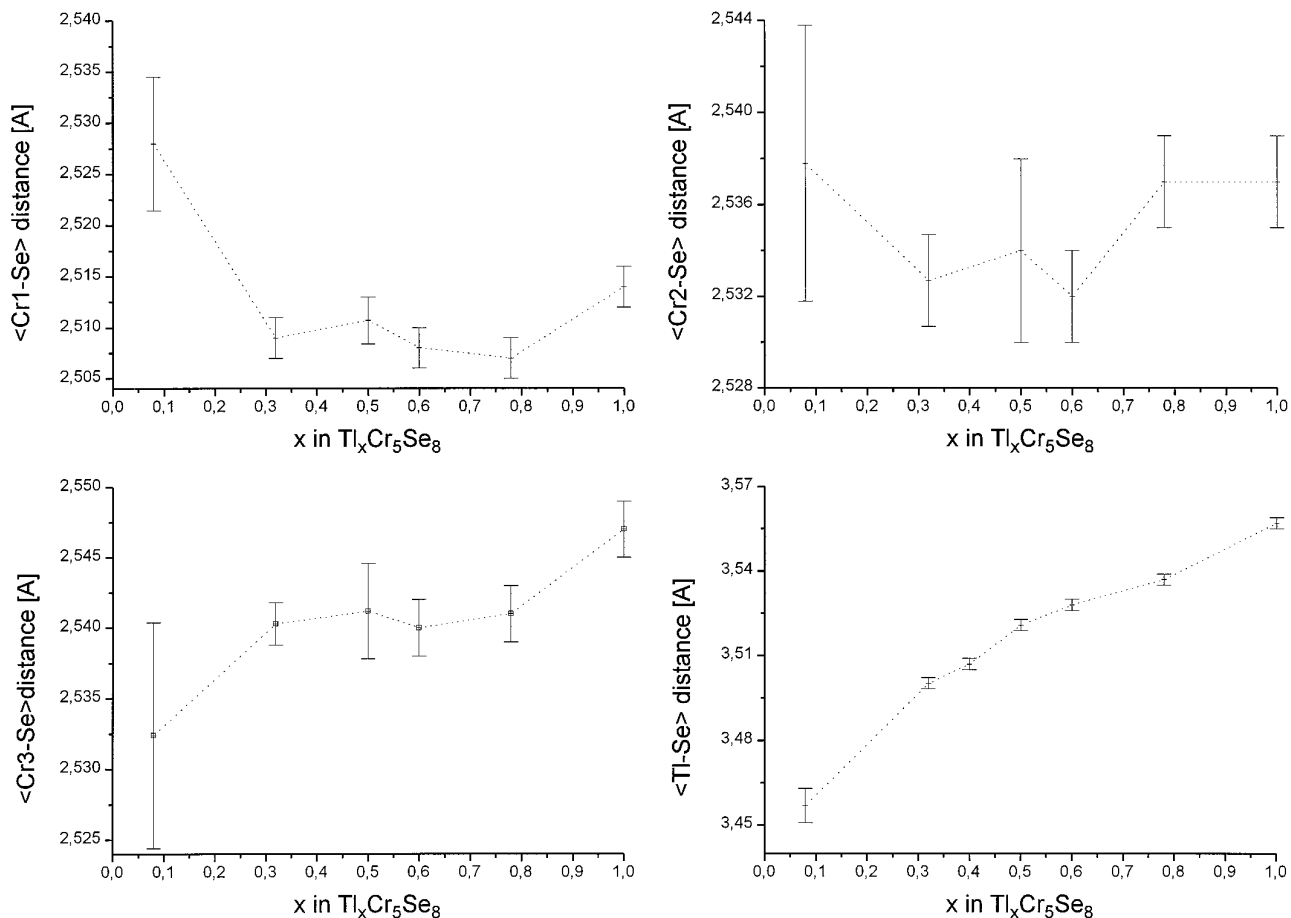 <Cr1-Se> distance [A]
2,540
2,535
2,530
2,525
2,520
2,515
2,510
2,505
0,0 0,1 0,2 0,3 0,4 0,5 0,6 0,7 0,8 0,9 1,0
x in TlₓCr₅Se₈
<Cr2-Se> distance [A]
2,544
2,540
2,536
2,532
2,528
0,0 0,1 0,2 0,3 0,4 0,5 0,6 0,7 0,8 0,9 1,0
x in TlₓCr₅Se₈
<Cr3-Se>distance [A]
2,550
2,545
2,540
2,535
2,530
2,525
0,0 0,1 0,2 0,3 0,4 0,5 0,6 0,7 0,8 0,9 1,0
x in TlₓCr₅Se₈
<Tl-Se> distance [A]
3,57
3,54
3,51
3,48
3,45
0,0 0,1 0,2 0,3 0,4 0,5 0,6 0,7 0,8 0,9 1,0
x in TlₓCr₅Se₈